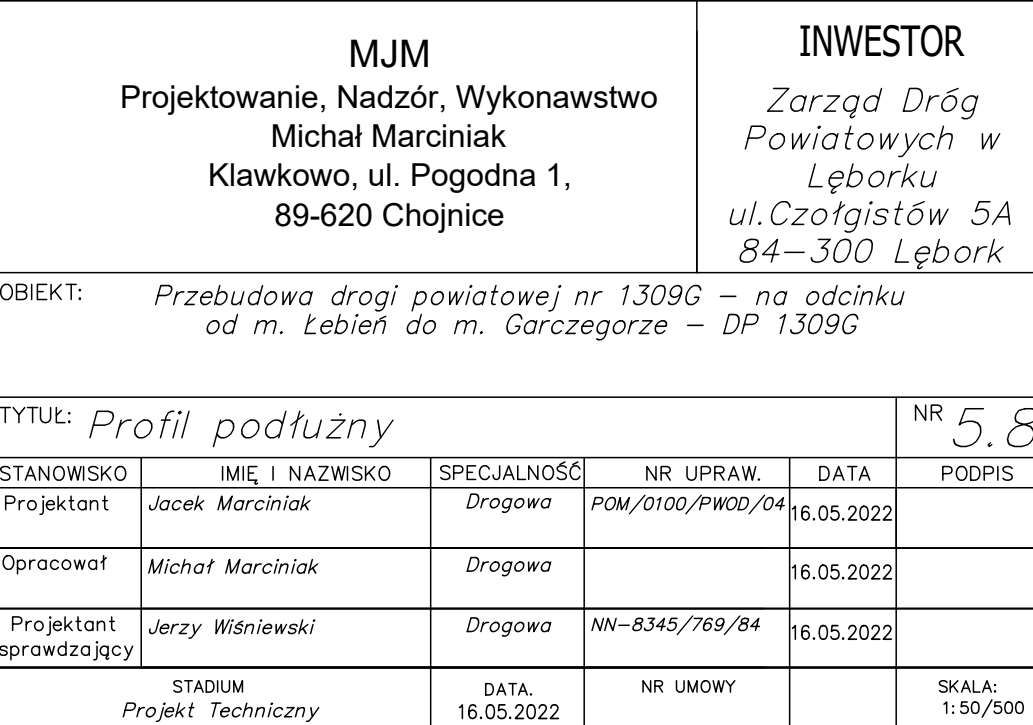 MJM
Projektowanie, Nadzór, Wykonawstwo
Michał Marciniak
Klawkowo, ul. Pogodna 1,
89-620 Chojnice
INWESTOR
Zarząd Dróg
Powiatowych w
Lęborku
ul.Czołgistów 5A
84-300 Lębork
OBIEKT: Przebudowa drogi powiatowej nr 1309G - na odcinku
od m. Łebień do m. Garczegorze - DP 1309G
TYTUŁ: Profil podłużny NR 5.8
STANOWISKO IMIĘ I NAZWISKO SPECJALNOŚĆ NR UPRAW. DATA PODPIS
Projektant Jacek Marciniak Drogowa POM/0100/PWOD/04 16.05.2022
Opracował Michał Marciniak Drogowa 16.05.2022
Projektant
sprawdzający Jerzy Wiśniewski Drogowa NN-8345/769/84 16.05.2022
STADIUM DATA. NR UMOWY SKALA:
Projekt Techniczny 16.05.2022 1:50/500